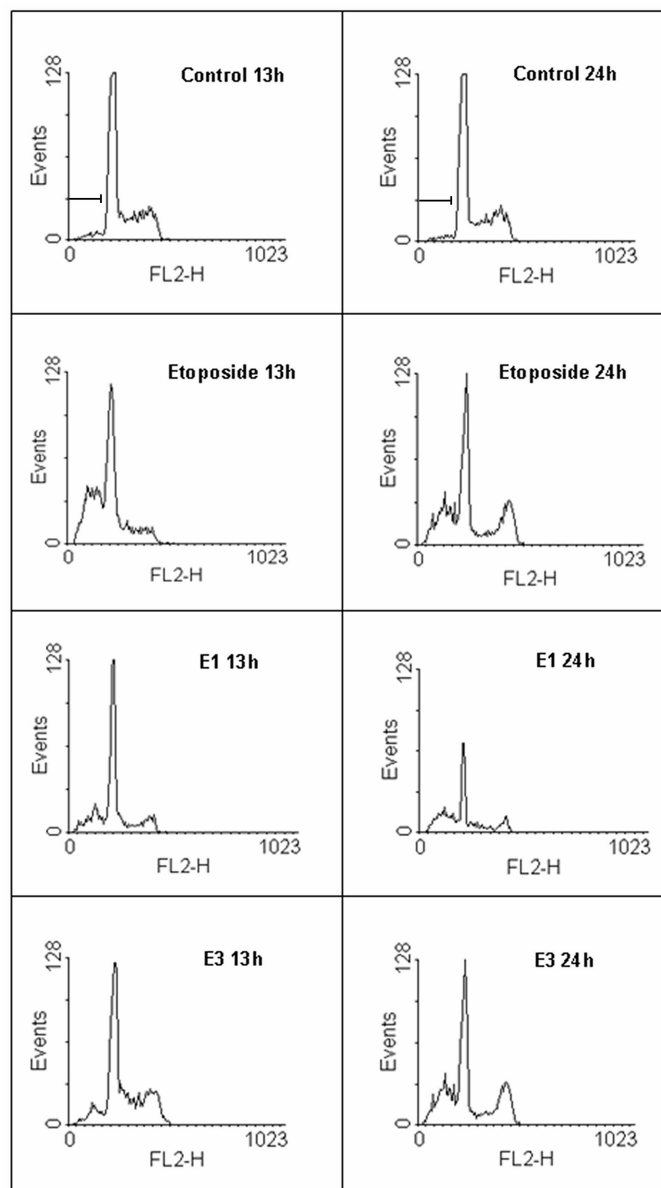 Control 13h
128
Events
0
0 1023
FL2-H
Control 24h
128
Events
0
0 1023
FL2-H
Etoposide 13h
128
Events
0
0 1023
FL2-H
Etoposide 24h
128
Events
0
0 1023
FL2-H
E1 13h
128
Events
0
0 1023
FL2-H
E1 24h
128
Events
0
0 1023
FL2-H
E3 13h
128
Events
0
0 1023
FL2-H
E3 24h
128
Events
0
0 1023
FL2-H